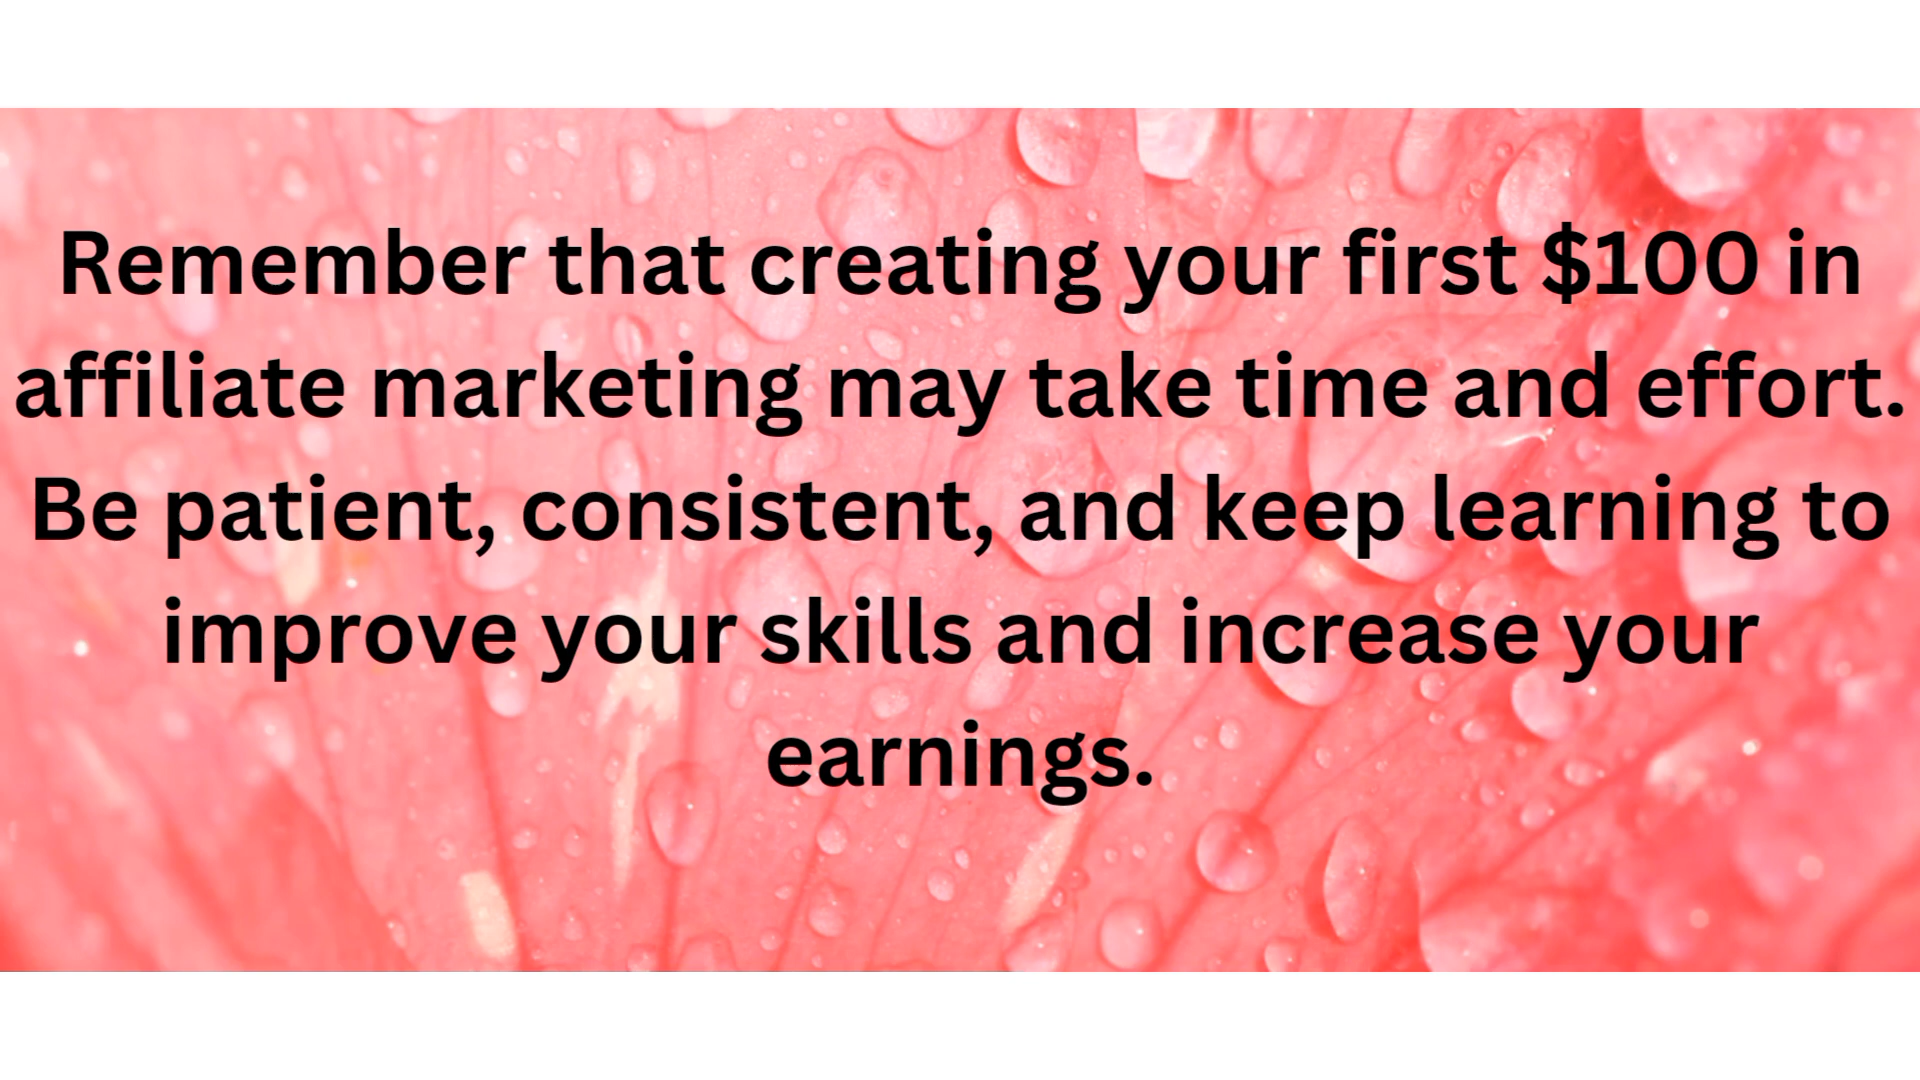 Remember that creating your first $100 in
affiliate marketing may take time and effort.
Be patient, consistent, and keep learning to
improve your skills and increase your
earnings.